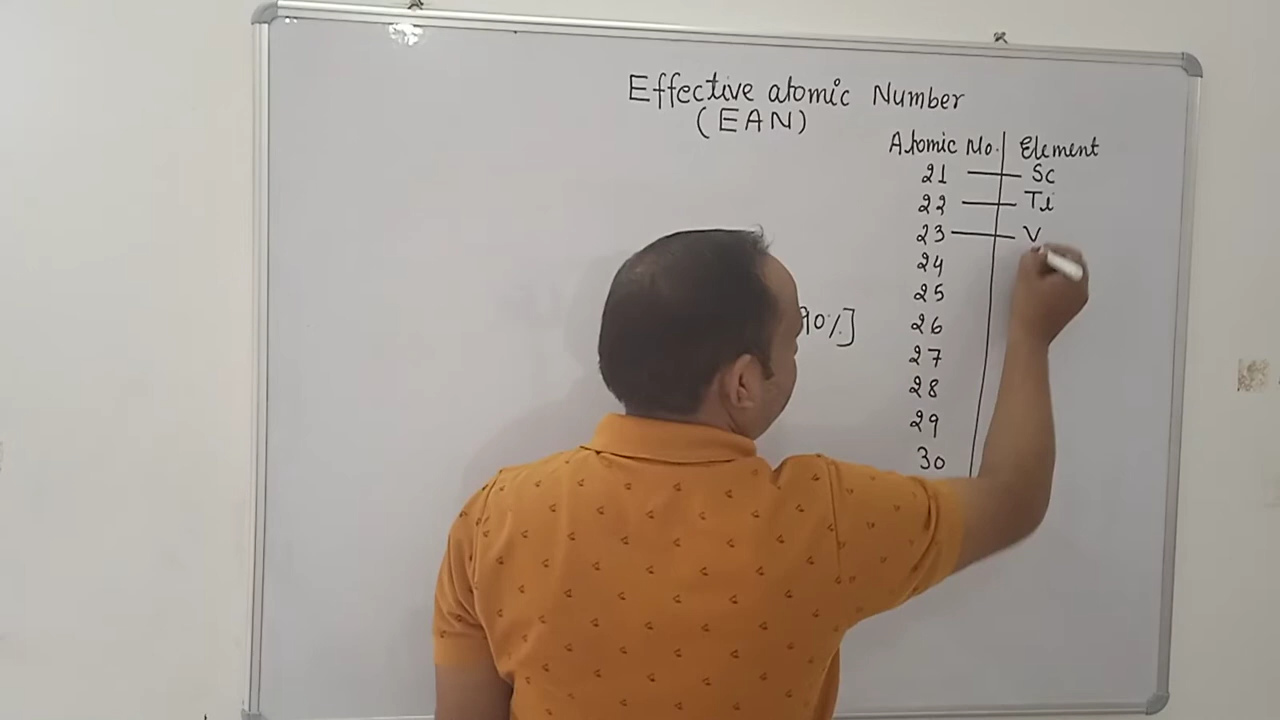 Effective atomic Number
(EAN)
Atomic No. Element
21 — Sc
22 — Ti
23 — V
24
25
90%]
26
27
28
29
30